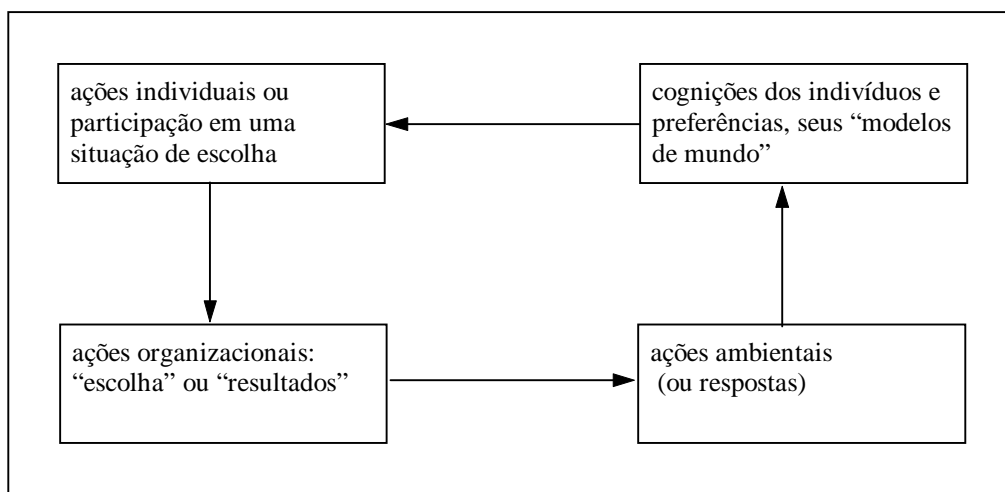 ações individuais ou
participação em uma
situação de escolha
cognições dos indivíduos e
preferências, seus “modelos
de mundo”
ações organizacionais:
“escolha” ou “resultados”
ações ambientais
(ou respostas)